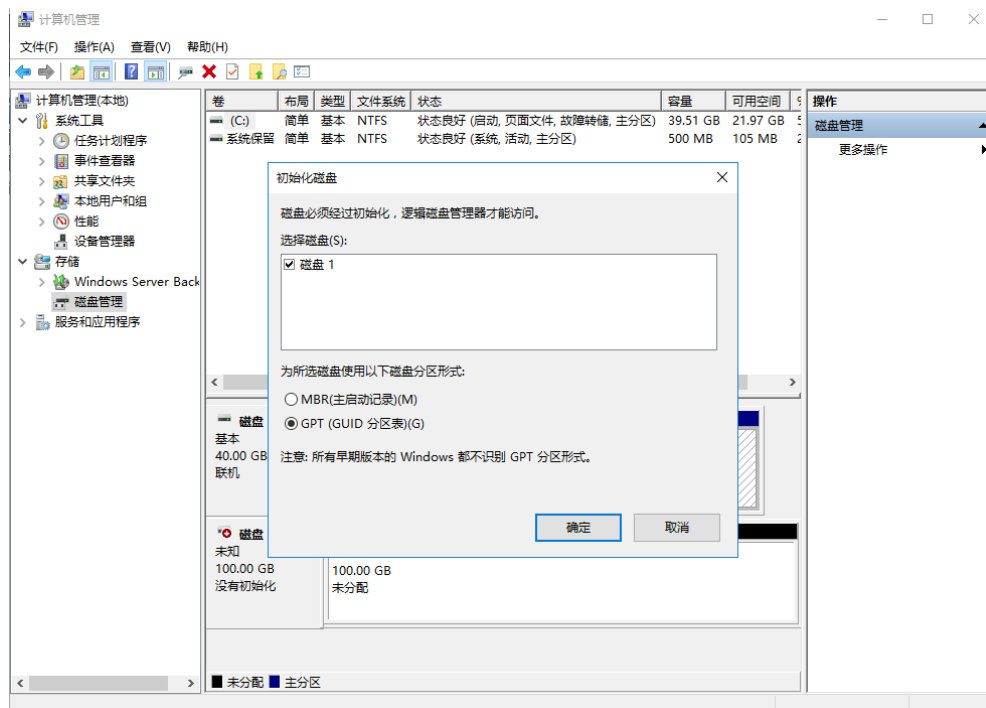 计算机管理
文件(F) 操作(A) 查看(V) 帮助(H)
计算机管理(本地)
系统工具
任务计划程序
事件查看器
共享文件夹
本地用户和组
性能
设备管理器
存储
Windows Server Back
磁盘管理
服务和应用程序
卷 布局 类型 文件系统 状态 容量 可用空间
(C:) 简单 基本 NTFS 状态良好 (启动, 页面文件, 故障转储, 主分区) 39.51 GB 21.97 GB
系统保留 简单 基本 NTFS 状态良好 (系统, 活动, 主分区) 500 MB 105 MB
初始化磁盘
磁盘必须经过初始化，逻辑磁盘管理器才能访问。
选择磁盘(S):
磁盘 1
为所选磁盘使用以下磁盘分区形式:
MBR(主启动记录)(M)
GPT (GUID 分区表)(G)
注意: 所有早期版本的 Windows 都不识别 GPT 分区形式。
确定 取消
磁盘
基本
40.00 GB
联机
磁盘
未知
100.00 GB
没有初始化
100.00 GB
未分配
未分配 主分区
操作
磁盘管理
更多操作